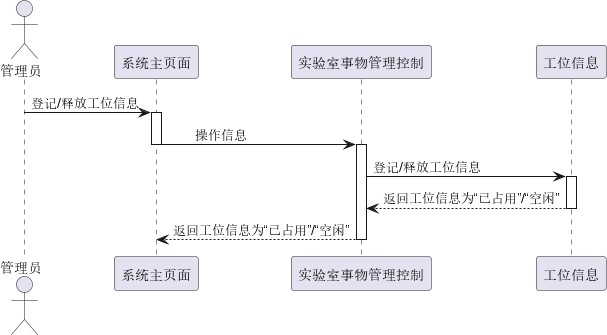 管理员
系统主页面
实验室事物管理控制
工位信息
登记/释放工位信息
操作信息
登记/释放工位信息
返回工位信息为“已占用”/“空闲”
返回工位信息为“已占用”/“空闲”
管理员
系统主页面
实验室事物管理控制
工位信息